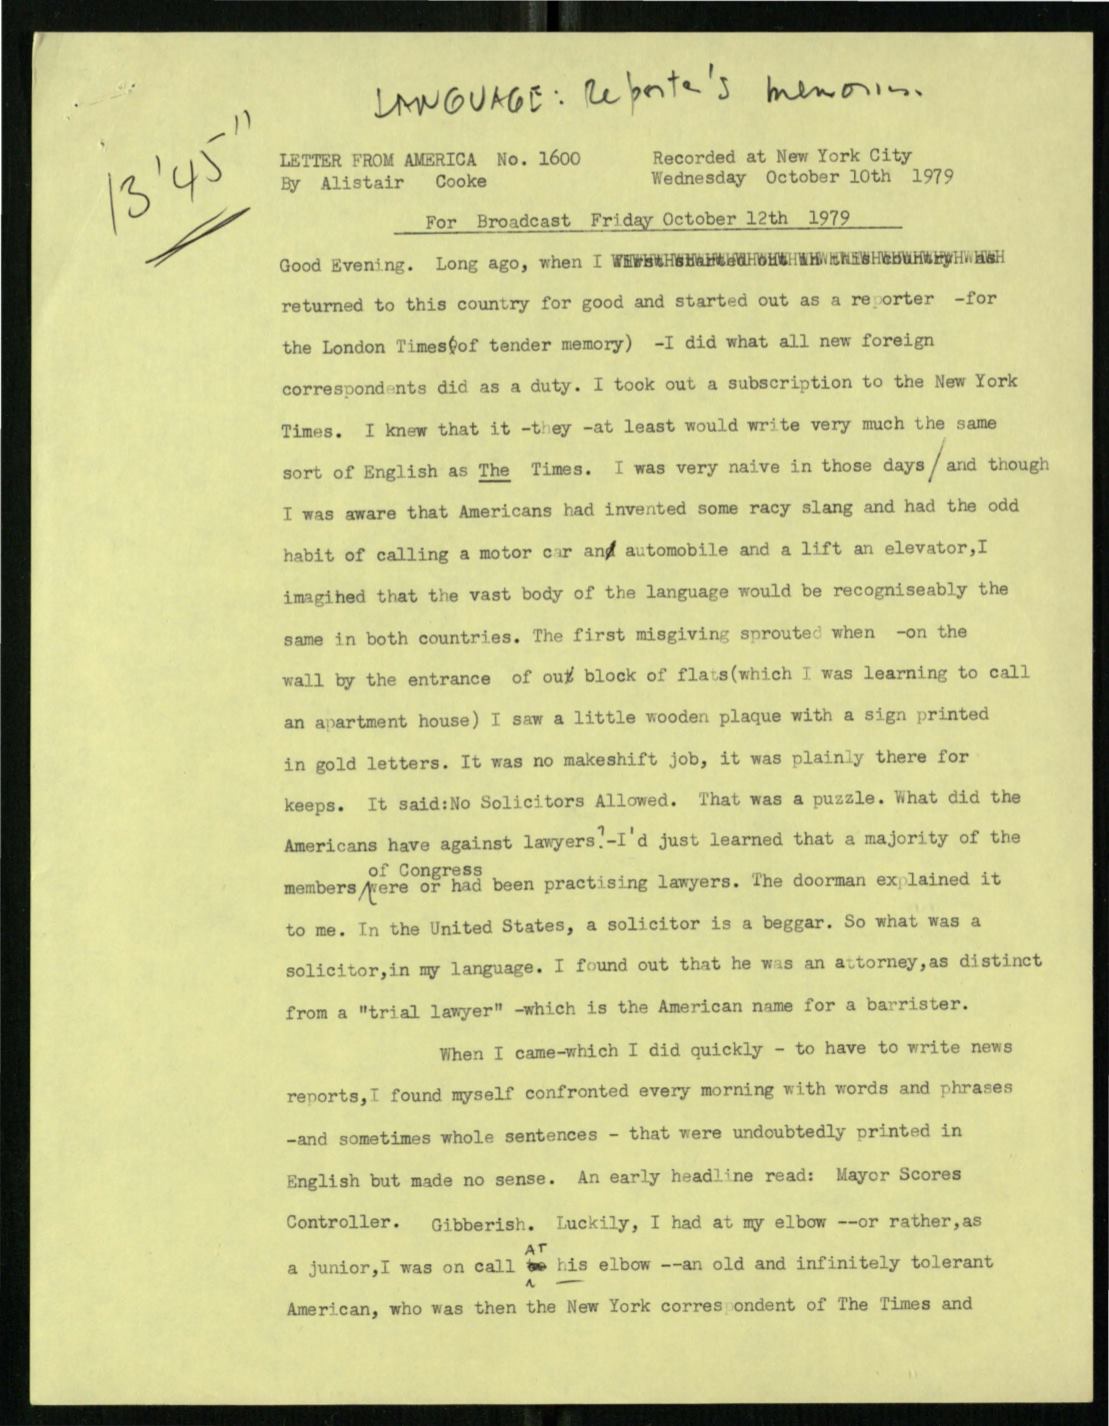 LANGUAGE: Reporter's memories.
13'45"
LETTER FROM AMERICA No. 1600 Recorded at New York City
By Alistair Cooke Wednesday October 10th 1979
For Broadcast Friday October 12th 1979
Good Evening. Long ago, when I first started out in this country was
returned to this country for good and started out as a reporter -for
the London Times(of tender memory) -I did what all new foreign
correspondents did as a duty. I took out a subscription to the New York
Times. I knew that it -they -at least would write very much the same
sort of English as The Times. I was very naive in those days/and though
I was aware that Americans had invented some racy slang and had the odd
habit of calling a motor car an automobile and a lift an elevator,I
imagihed that the vast body of the language would be recogniseably the
same in both countries. The first misgiving sprouted when -on the
wall by the entrance of our block of flats(which I was learning to call
an apartment house) I saw a little wooden plaque with a sign printed
in gold letters. It was no makeshift job, it was plainly there for
keeps. It said:No Solicitors Allowed. That was a puzzle. What did the
Americans have against lawyers?-I'd just learned that a majority of the
of Congress
members were or had been practising lawyers. The doorman explained it
to me. In the United States, a solicitor is a beggar. So what was a
solicitor,in my language. I found out that he was an attorney,as distinct
from a "trial lawyer" -which is the American name for a barrister.
When I came-which I did quickly - to have to write news
reports,I found myself confronted every morning with words and phrases
-and sometimes whole sentences - that were undoubtedly printed in
English but made no sense. An early headline read: Mayor Scores
Controller. Gibberish. Luckily, I had at my elbow --or rather,as
AT
a junior,I was on call his elbow --an old and infinitely tolerant
American, who was then the New York correspondent of The Times and